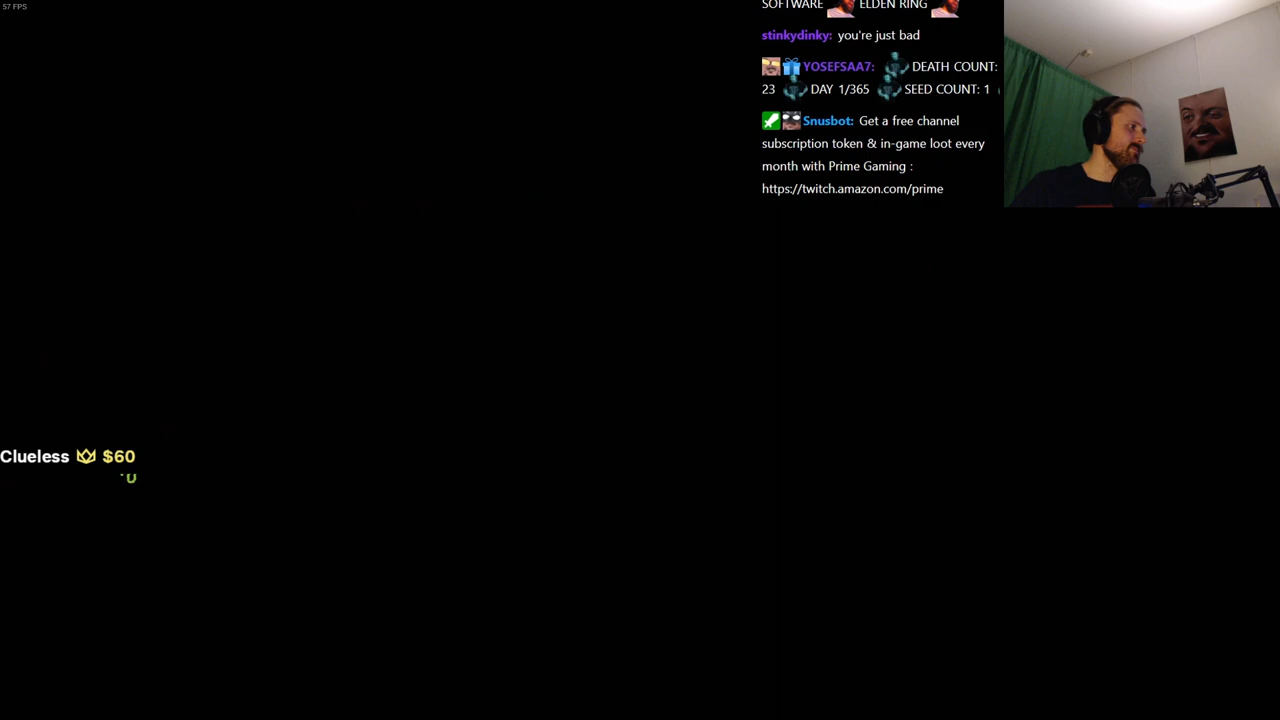 57 FPS
SOFTWARE ELDEN RING
stinkydinky: you're just bad
YOSEFSAA7: DEATH COUNT:
23 DAY 1/365 SEED COUNT: 1
Snusbot: Get a free channel
subscription token & in-game loot every
month with Prime Gaming :
https://twitch.amazon.com/prime
Clueless $60